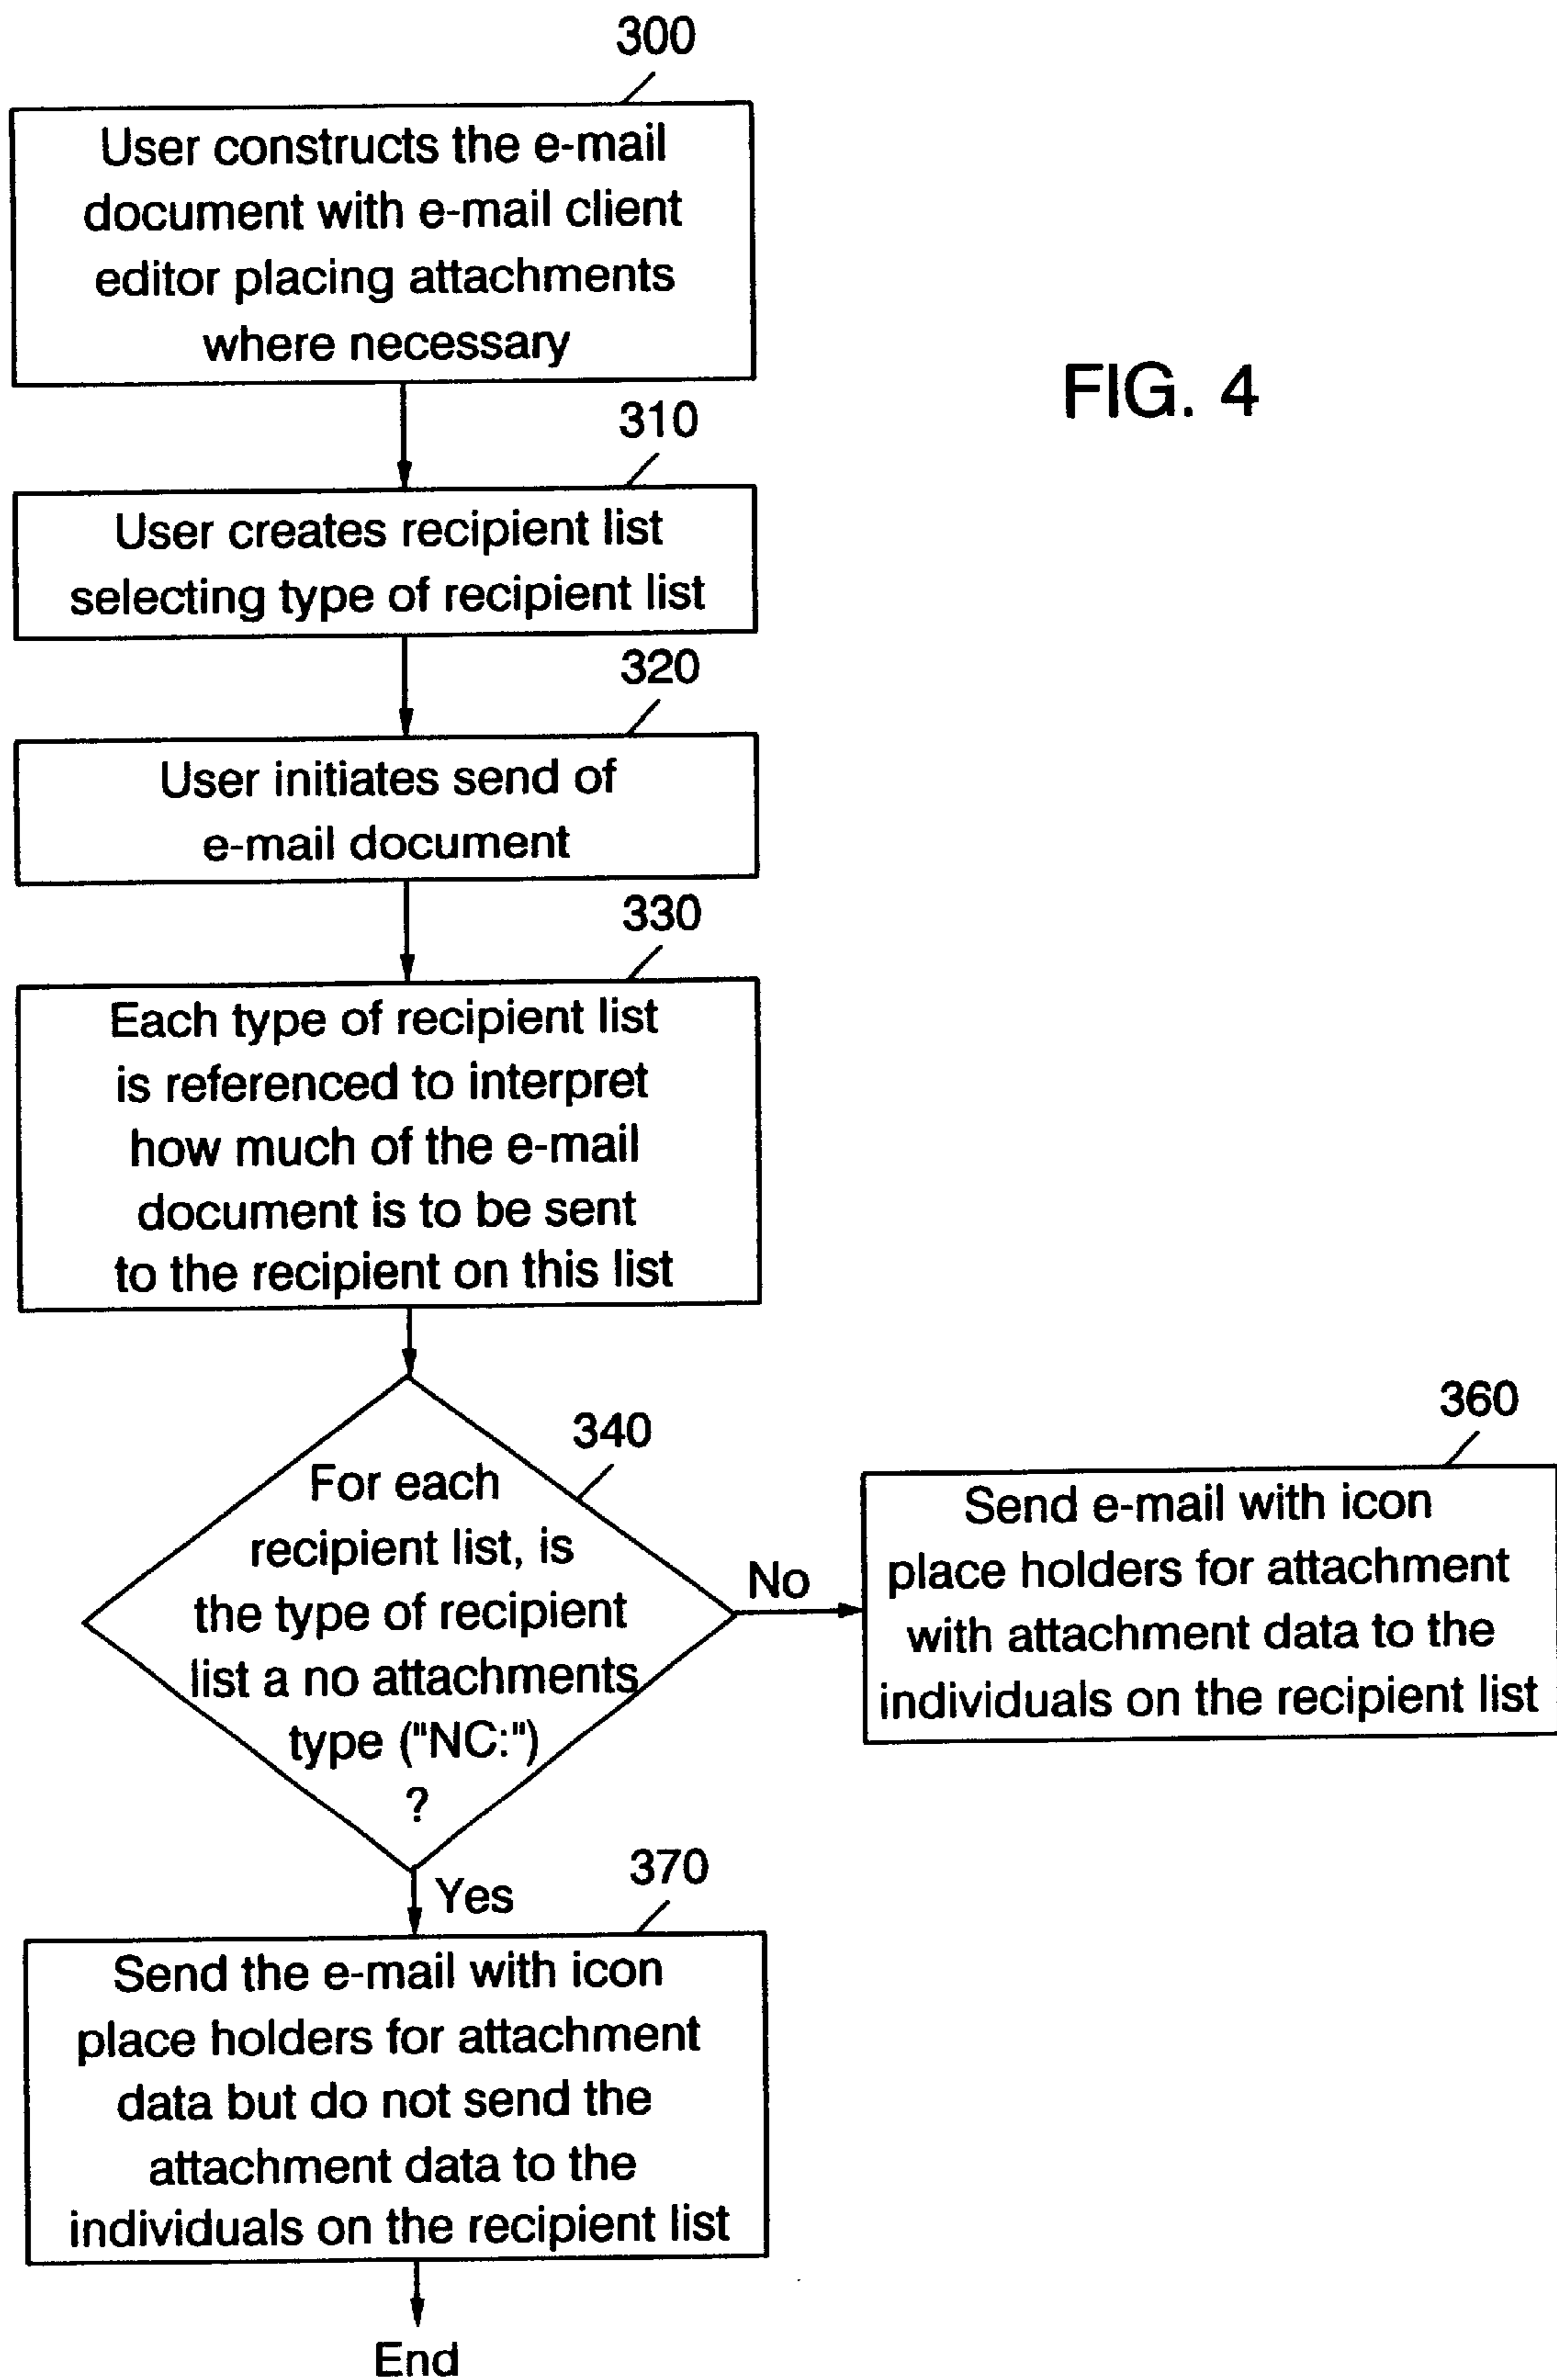 300
User constructs the e-mail
document with e-mail client
editor placing attachments
where necessary
FIG. 4
310
User creates recipient list
selecting type of recipient list
320
User initiates send of
e-mail document
330
Each type of recipient list
is referenced to interpret
how much of the e-mail
document is to be sent
to the recipient on this list
340
For each
recipient list, is
the type of recipient
list a no attachments
type ("NC:")
?
No
360
Send e-mail with icon
place holders for attachment
with attachment data to the
individuals on the recipient list
Yes
370
Send the e-mail with icon
place holders for attachment
data but do not send the
attachment data to the
individuals on the recipient list
End